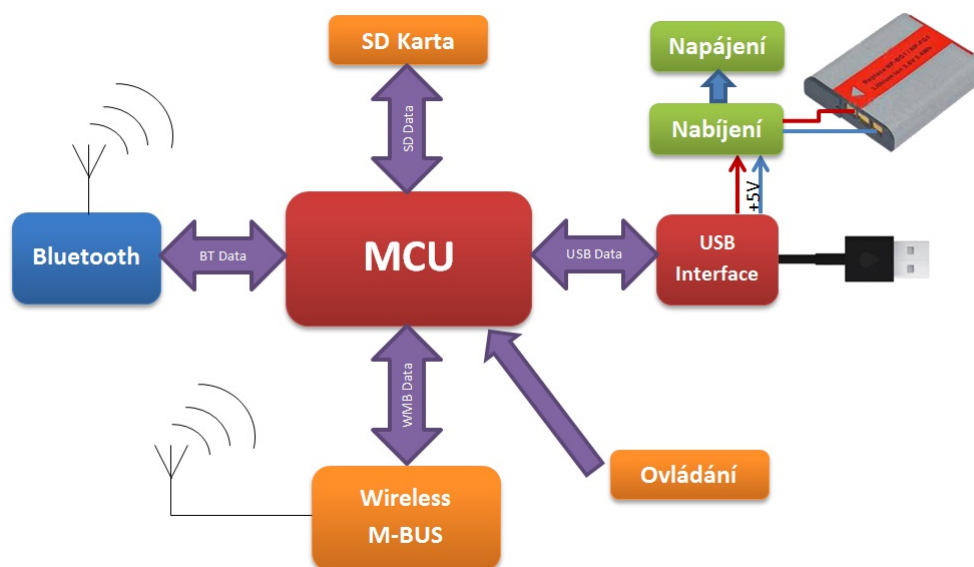 SD Karta
Napájení
Nabíjení
SD Data
+5V
Bluetooth
BT Data
MCU
USB Data
USB
Interface
WMB Data
Wireless
M-BUS
Ovládání